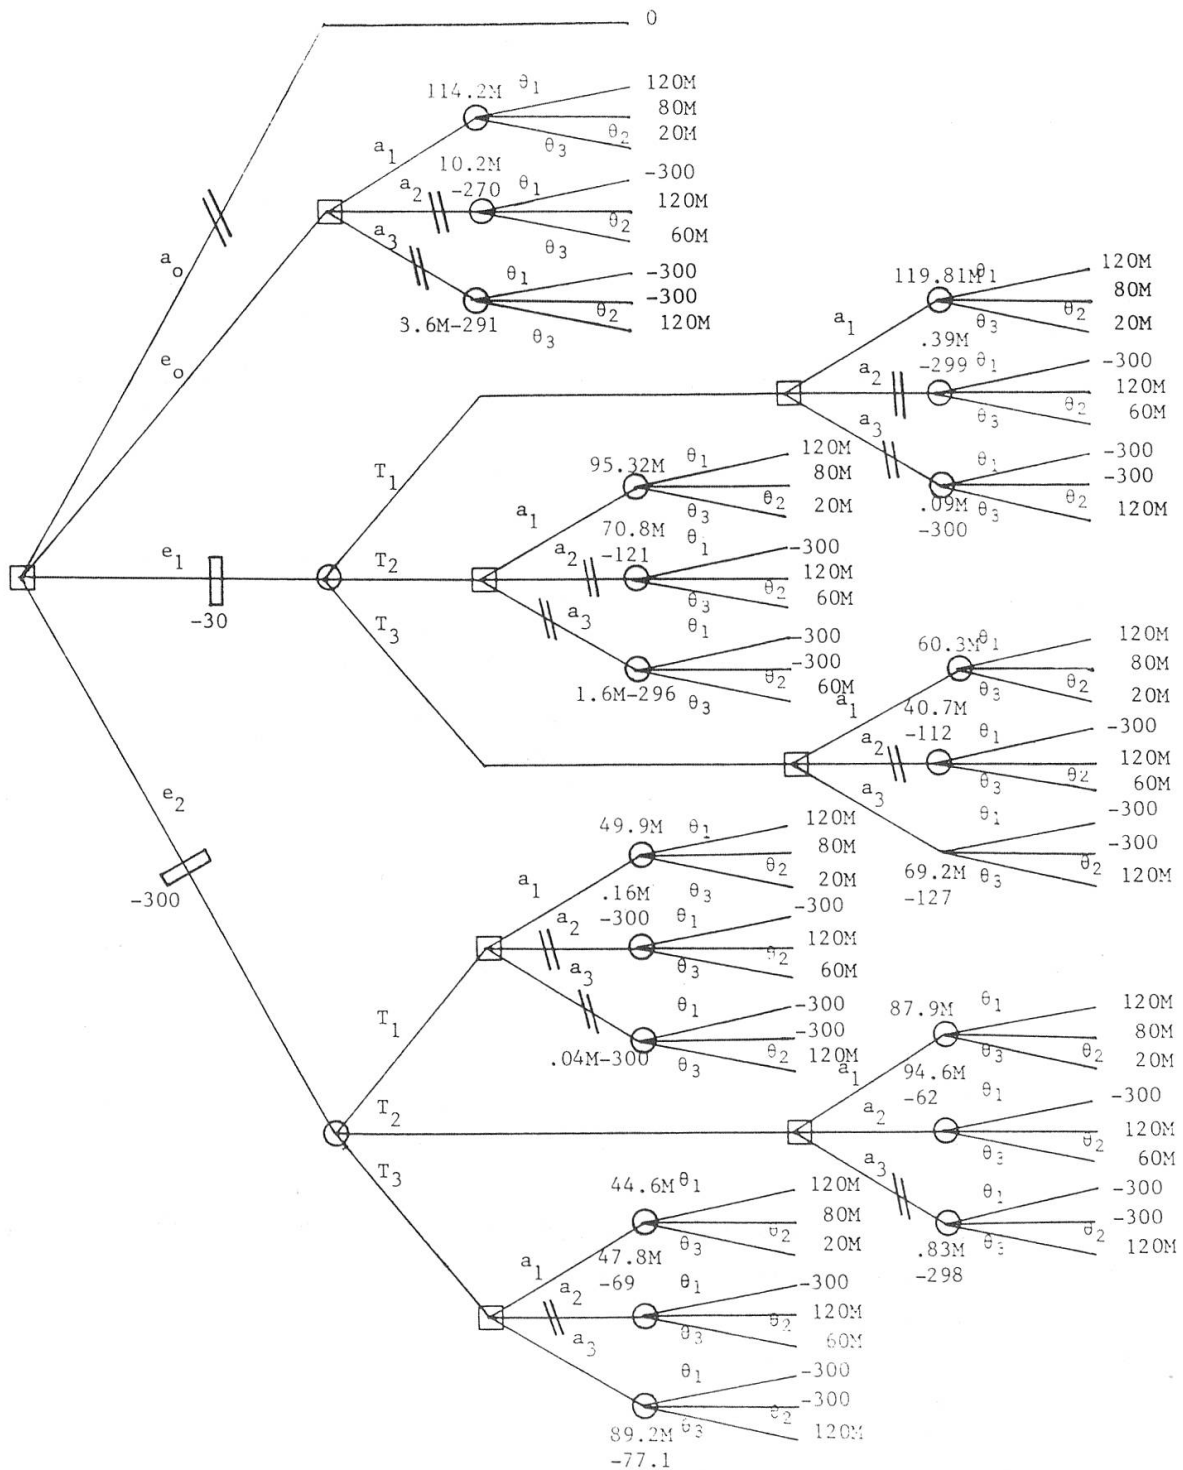 0
θ1
120M
114.2M
80M
θ2
20M
θ3
a1
10.2M
-300
a2
-270
θ1
120M
θ2
60M
a3
θ3
θ1
-300
-300
θ2
3.6M-291
120M
θ3
ao
eo
119.81M
θ1
120M
80M
θ2
a1
θ3
20M
.39M
-299
θ1
-300
a2
120M
θ2
θ3
60M
a3
θ1
-300
-300
θ2
.09M
θ3
120M
-300
T1
95.32M
θ1
120M
80M
θ2
a1
θ3
20M
70.8M
θ1
-121
-300
a2
120M
θ2
θ3
60M
a3
θ1
-300
-300
θ2
1.6M-296
θ3
60M
e1
-30
T2
T3
60.3M
θ1
120M
80M
θ2
a1
θ3
20M
40.7M
-112
θ1
-300
a2
120M
θ2
θ3
60M
a3
θ1
-300
-300
θ2
69.2M
θ3
120M
-127
e2
-300
49.9M
θ1
120M
80M
θ2
a1
20M
.16M
θ3
-300
θ1
-300
a2
120M
θ2
θ3
60M
a3
θ1
-300
-300
θ2
.04M-300
θ3
120M
T1
87.9M
θ1
120M
80M
θ2
a1
θ3
20M
94.6M
-62
θ1
-300
a2
120M
θ2
θ3
60M
a3
θ1
-300
-300
θ2
.83M
θ3
120M
-298
T2
T3
44.6M
θ1
120M
80M
θ2
a1
θ3
20M
47.8M
-69
θ1
-300
a2
120M
θ2
θ3
60M
a3
θ1
-300
-300
θ2
89.2M
θ3
120M
-77.1